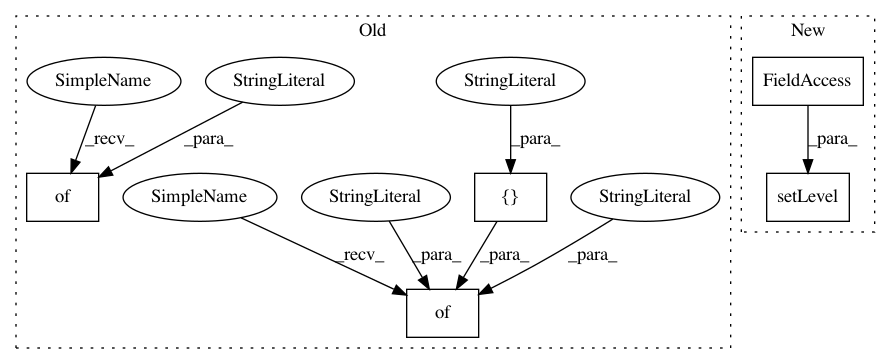 Old
New
SimpleName
StringLiteral
StringLiteral
FieldAccess
_recv_
_para_
_para_
_para_
of
SimpleName
StringLiteral
{}
StringLiteral
setLevel
_recv_
_para_
_para_
_para_
of